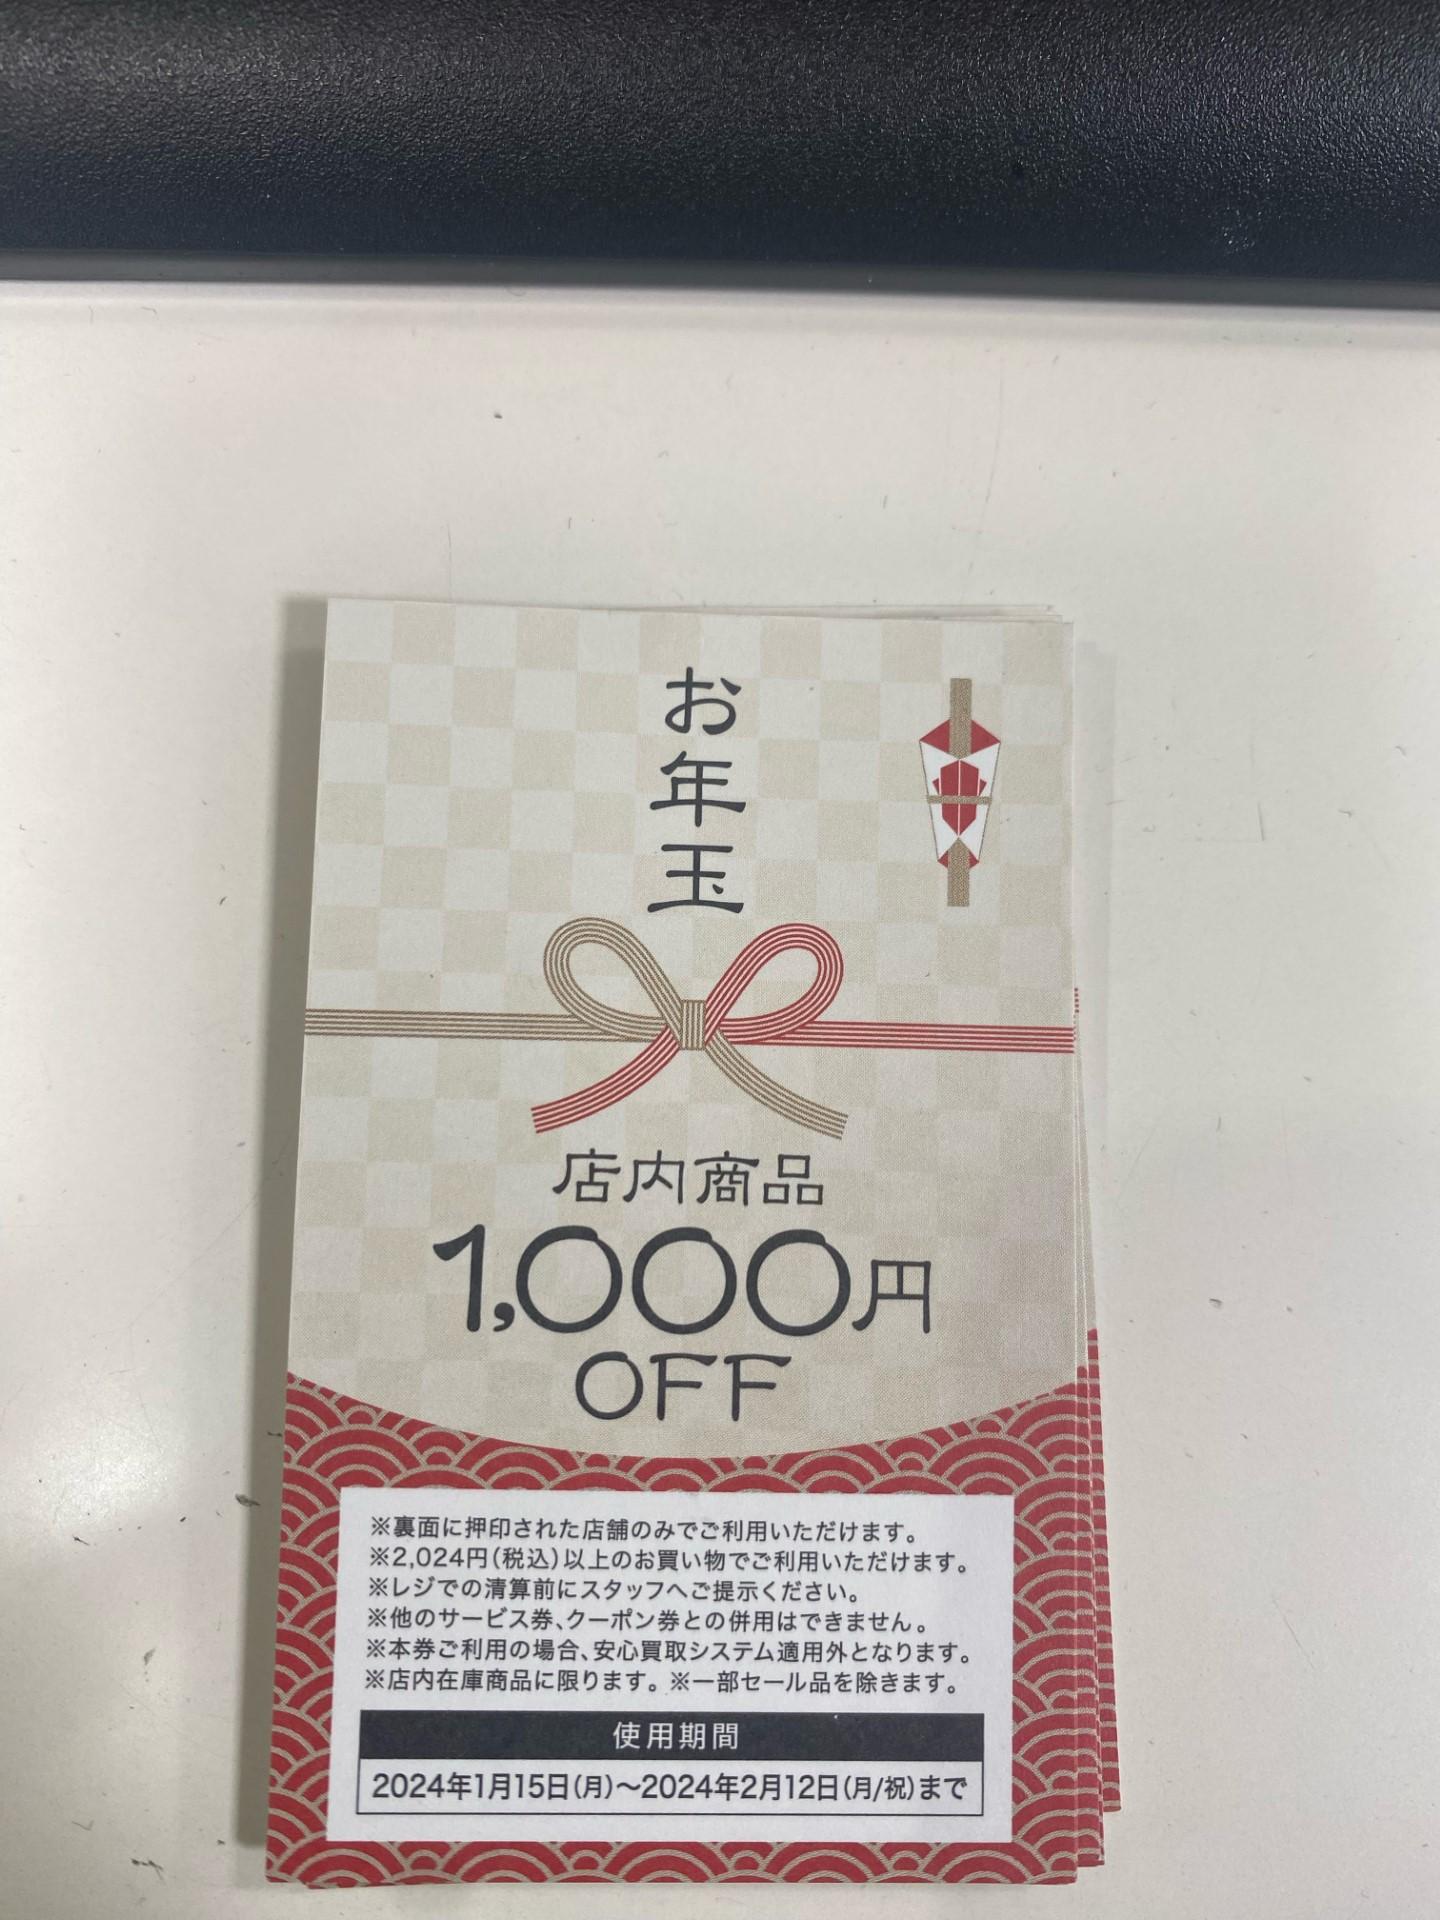 お年玉
店内商品
1,000円
OFF
※裏面に押印された店舗のみでご利用いただけます。
※2,024円(税込)以上のお買い物でご利用いただけます。
※レジでの清算前にスタッフへご提示ください。
※他のサービス券、クーポン券との併用はできません。
※本券ご利用の場合、安心買取システム適用外となります。
※店内在庫商品に限ります。※一部セール品を除きます。
使用期間
2024年1月15日(月)〜2024年2月12日(月/祝)まで